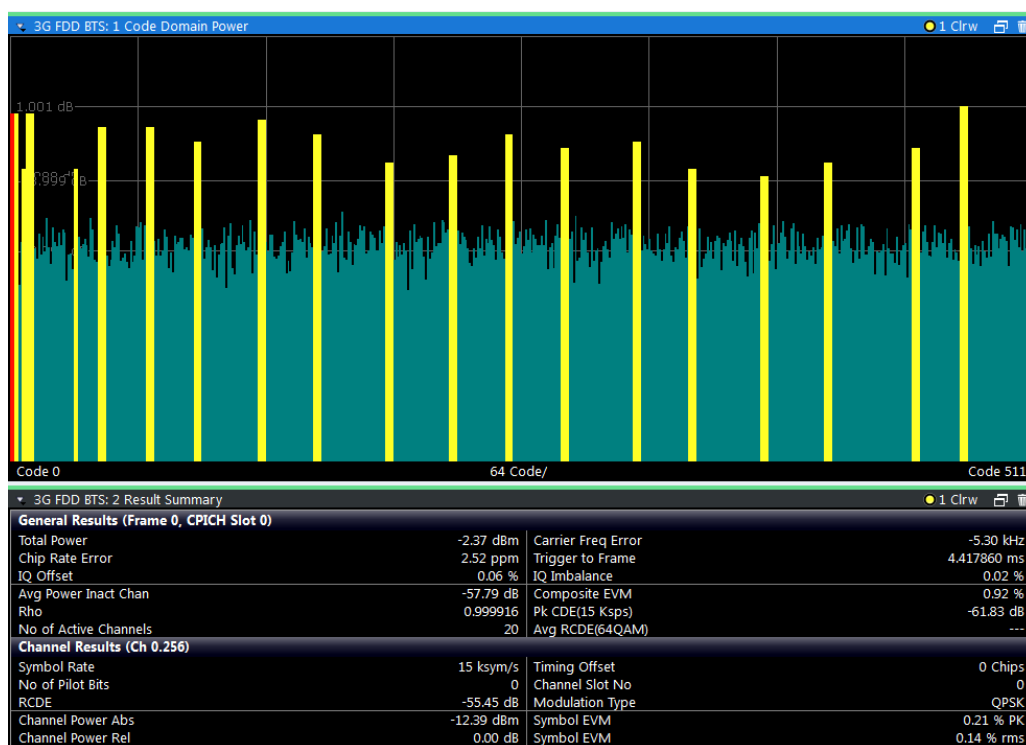 3G FDD BTS: 1 Code Domain Power 1 Clrw
1.001 dB
Code 0 64 Code/ Code 511
3G FDD BTS: 2 Result Summary 1 Clrw
General Results (Frame 0, CPICH Slot 0)
Total Power -2.37 dBm Carrier Freq Error -5.30 kHz
Chip Rate Error 2.52 ppm Trigger to Frame 4.417860 ms
IQ Offset 0.06 % IQ Imbalance 0.02 %
Avg Power Inact Chan -57.79 dB Composite EVM 0.92 %
Rho 0.999916 Pk CDE(15 Ksps) -61.83 dB
No of Active Channels 20 Avg RCDE(64QAM) ---
Channel Results (Ch 0.256)
Symbol Rate 15 ksym/s Timing Offset 0 Chips
No of Pilot Bits 0 Channel Slot No 0
RCDE -55.45 dB Modulation Type QPSK
Channel Power Abs -12.39 dBm Symbol EVM 0.21 % PK
Channel Power Rel 0.00 dB Symbol EVM 0.14 % rms